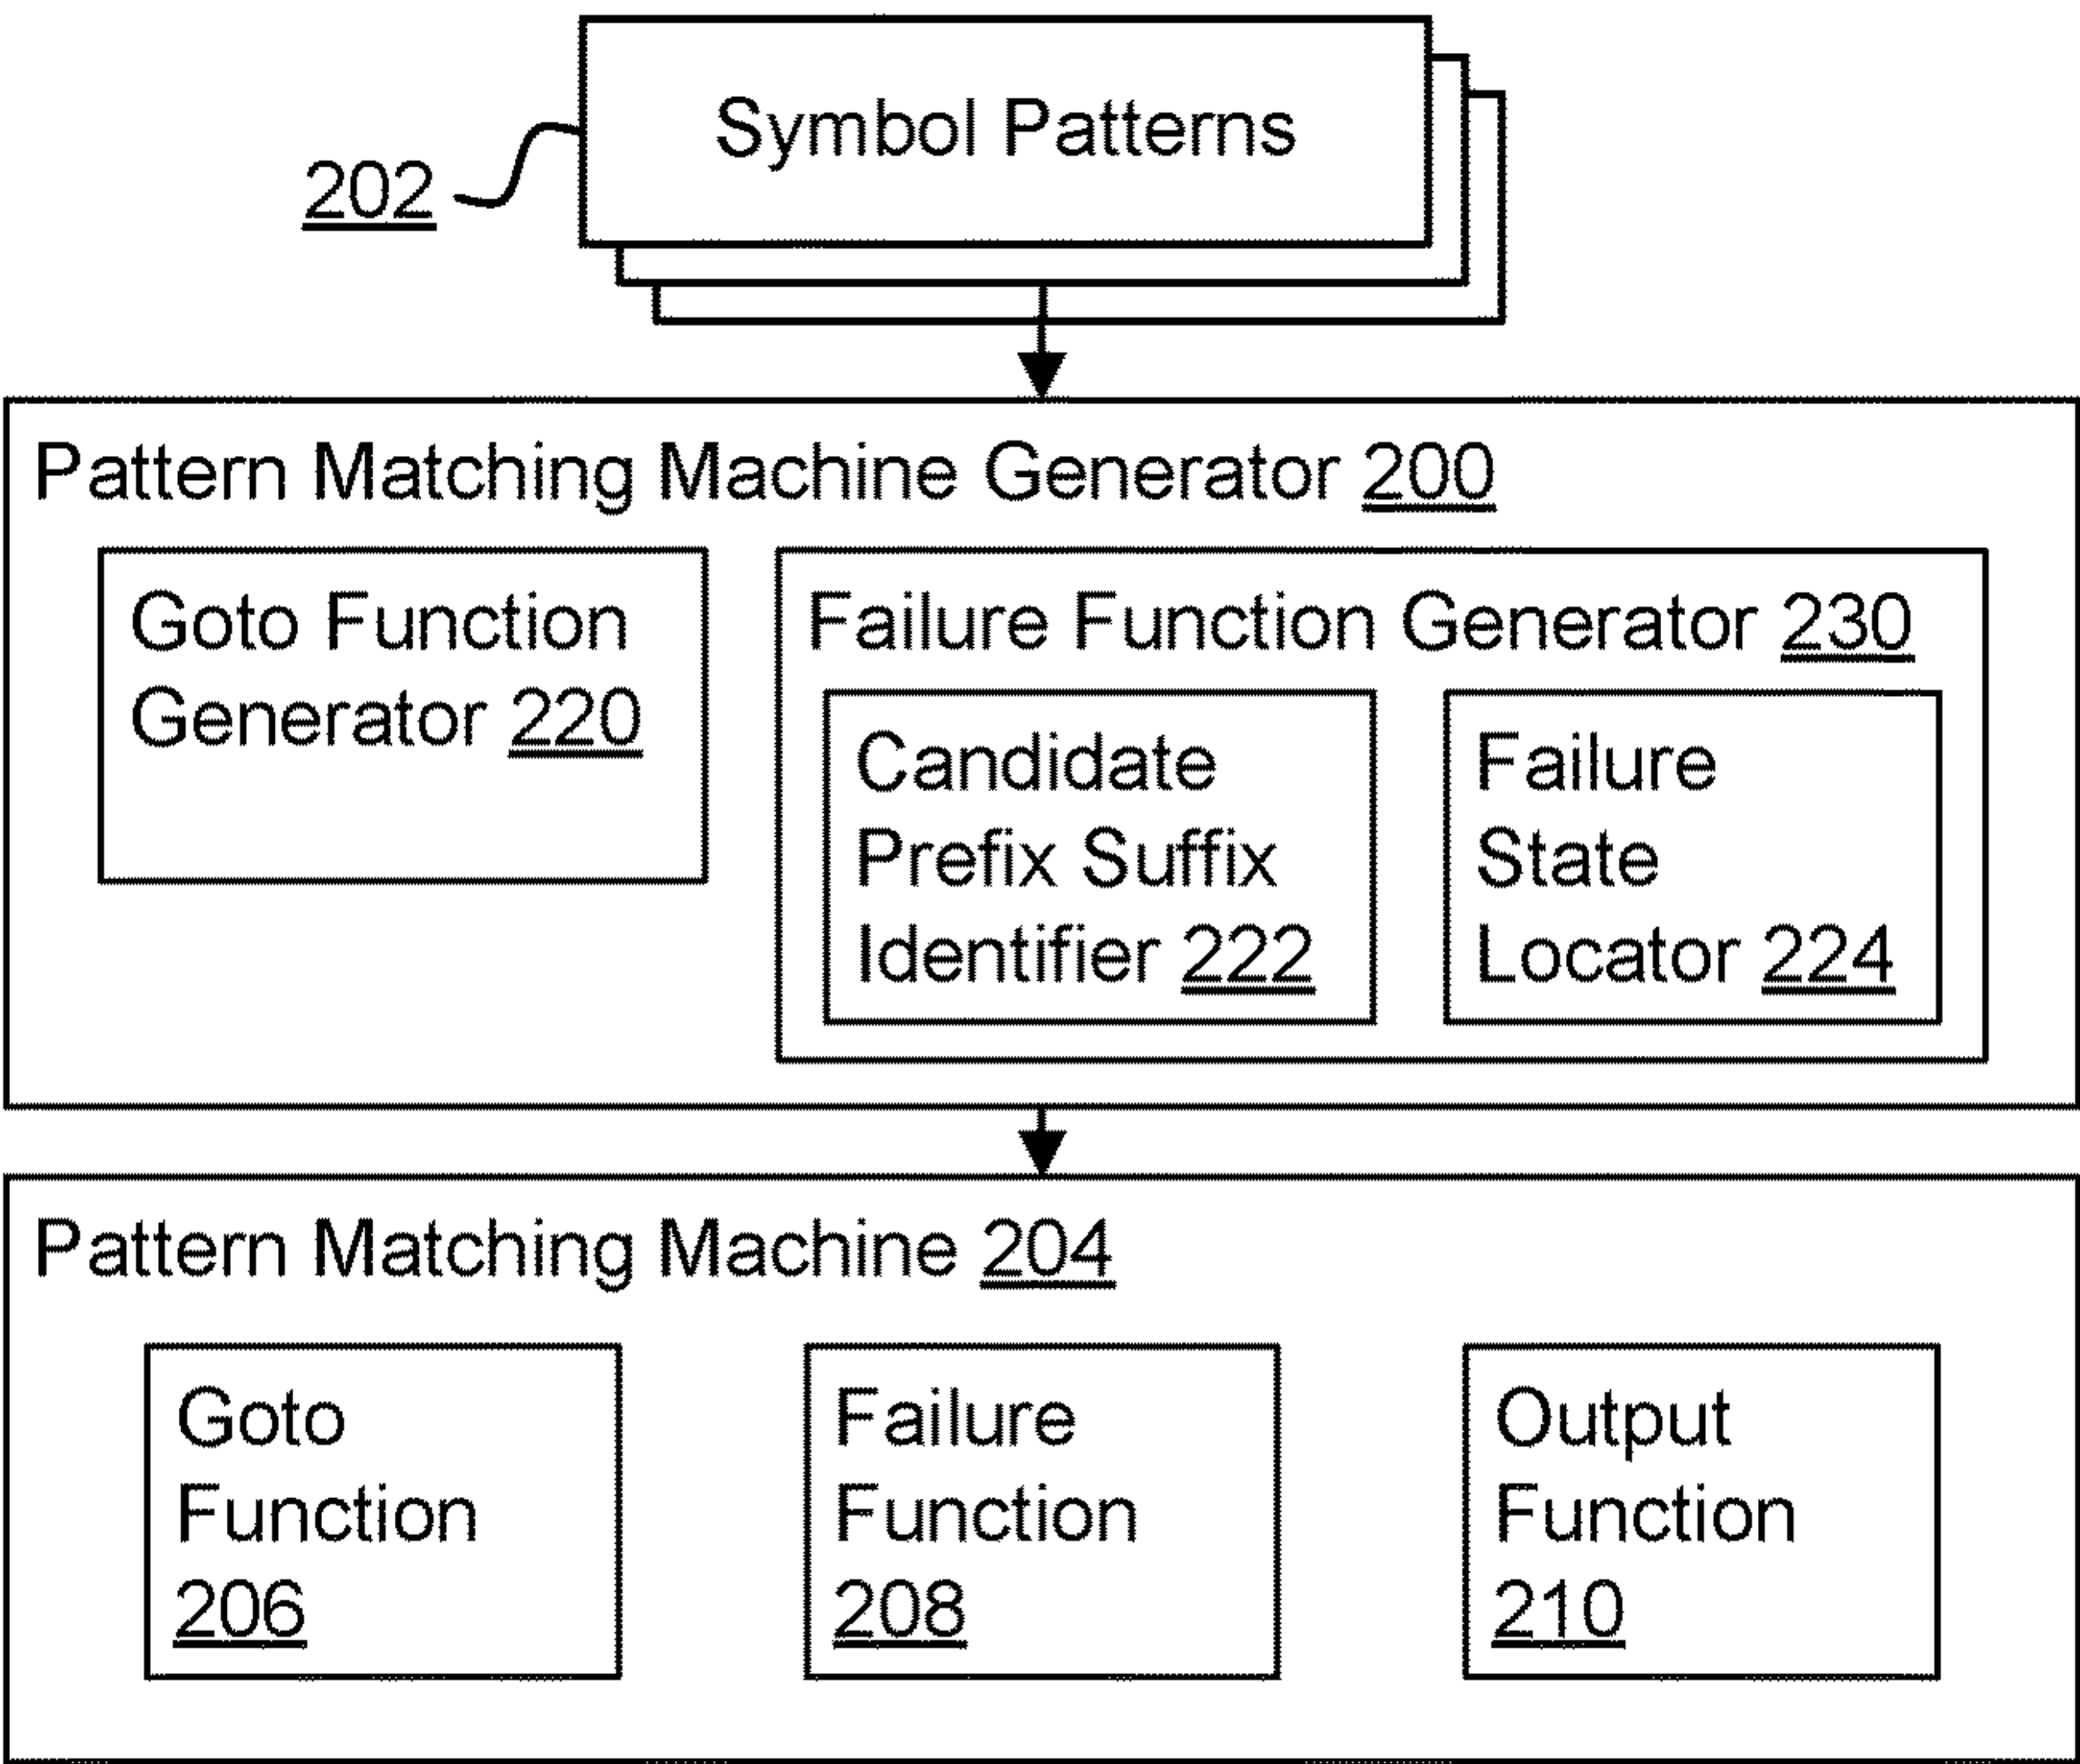 Symbol Patterns
202
Pattern Matching Machine Generator 200
Goto Function
Generator 220
Failure Function Generator 230
Candidate
Prefix Suffix
Identifier 222
Failure
State
Locator 224
Pattern Matching Machine 204
Goto
Function
206
Failure
Function
208
Output
Function
210